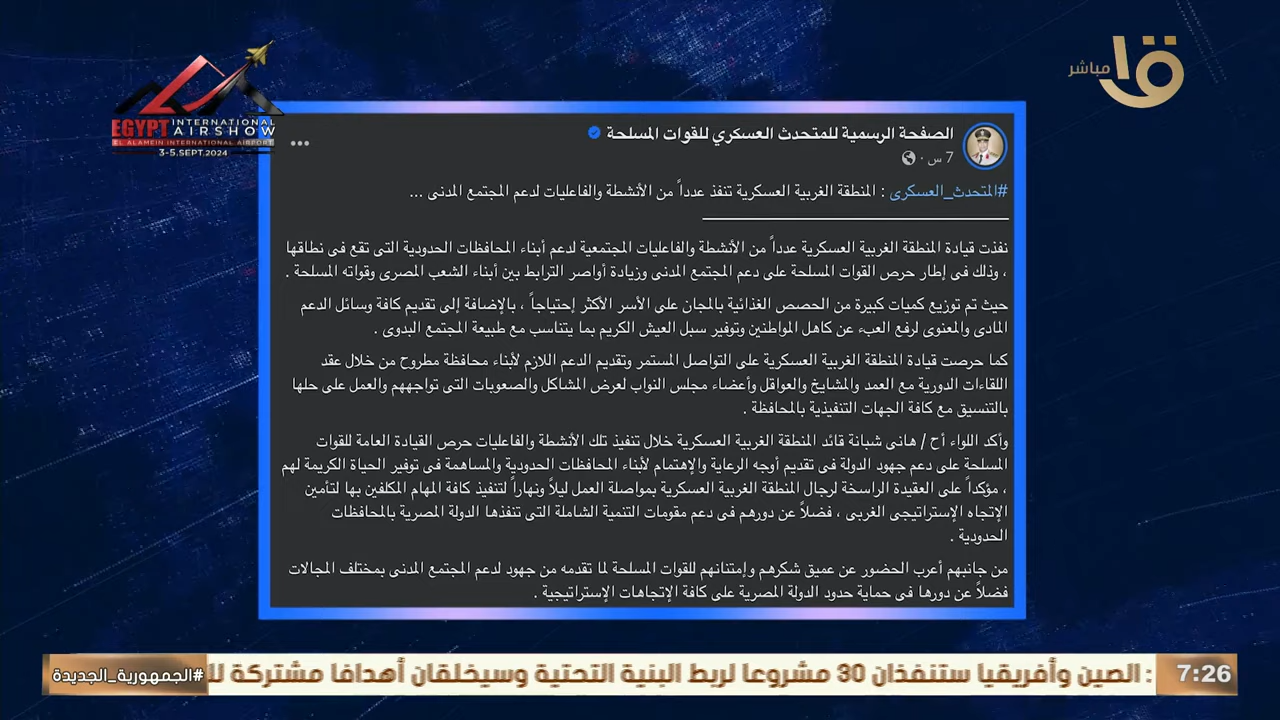 EGYPT INTERNATIONAL
AIRSHOW
EL ALAMEIN INTERNATIONAL AIRPORT
3-5.SEPT.2024
مباشر
الصفحة الرسمية للمتحدث العسكري للقوات المسلحة
7 س ·
#المتحدث_العسكرى : المنطقة الغربية العسكرية تنفذ عدداً من الأنشطة والفاعليات لدعم المجتمع المدنى ...
نفذت قيادة المنطقة الغربية العسكرية عدداً من الأنشطة والفاعليات المجتمعية لدعم أبناء المحافظات الحدودية التى تقع فى نطاقها
، وذلك فى إطار حرص القوات المسلحة على دعم المجتمع المدنى وزيادة أواصر الترابط بين أبناء الشعب المصرى وقواته المسلحة .
حيث تم توزيع كميات كبيرة من الحصص الغذائية بالمجان على الأسر الأكثر إحتياجاً ، بالإضافة إلى تقديم كافة وسائل الدعم
المادى والمعنوى لرفع العبء عن كاهل المواطنين وتوفير سبل العيش الكريم بما يتناسب مع طبيعة المجتمع البدوى .
كما حرصت قيادة المنطقة الغربية العسكرية على التواصل المستمر وتقديم الدعم اللازم لأبناء محافظة مطروح من خلال عقد
اللقاءات الدورية مع العمد والمشايخ والعواقل وأعضاء مجلس النواب لعرض المشاكل والصعوبات التى تواجههم والعمل على حلها
بالتنسيق مع كافة الجهات التنفيذية بالمحافظة .
وأكد اللواء أح / هانى شبانة قائد المنطقة الغربية العسكرية خلال تنفيذ تلك الأنشطة والفاعليات حرص القيادة العامة للقوات
المسلحة على دعم جهود الدولة فى تقديم أوجه الرعاية والإهتمام لأبناء المحافظات الحدودية والمساهمة فى توفير الحياة الكريمة لهم
، مؤكداً على العقيدة الراسخة لرجال المنطقة الغربية العسكرية بمواصلة العمل ليلاً ونهاراً لتنفيذ كافة المهام المكلفين بها لتأمين
الإتجاه الإستراتيجى الغربى ، فضلاً عن دورهم فى دعم مقومات التنمية الشاملة التى تنفذها الدولة المصرية بالمحافظات
الحدودية .
من جانبهم أعرب الحضور عن عميق شكرهم وإمتنانهم للقوات المسلحة لما تقدمه من جهود لدعم المجتمع المدنى بمختلف المجالات
فضلاً عن دورها فى حماية حدود الدولة المصرية على كافة الإتجاهات الإستراتيجية .
7:26
: الصين وأفريقيا ستنفذان 30 مشروعا لربط البنية التحتية وسيخلقان أهدافا مشتركة
#الجمهورية_الجديدة